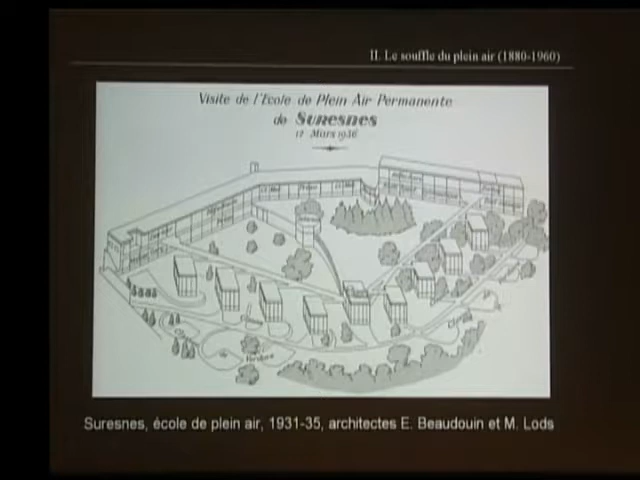 II. Le souffle du plein air (1880-1960)
Visite de l'Ecole de Plein Air Permanente
de Suresnes
17 Mars 1936
Suresnes, école de plein air, 1931-35, architectes E. Beaudouin et M. Lods